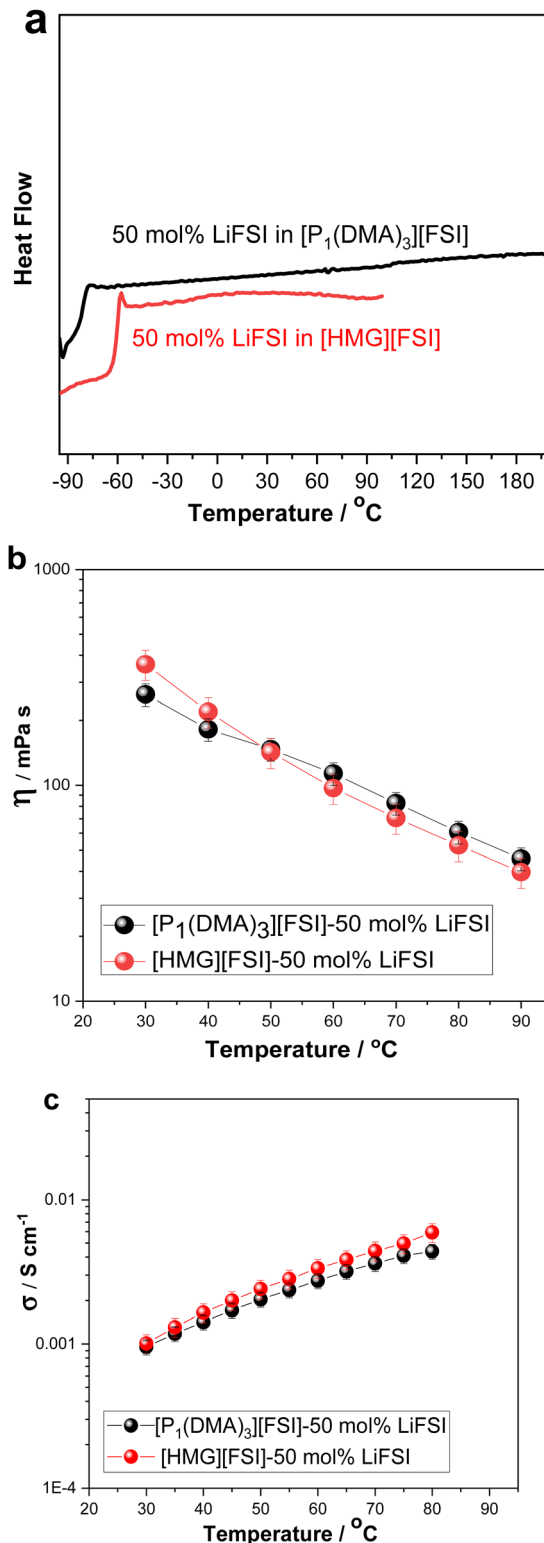 a
Heat Flow
50 mol% LiFSI in [P₁(DMA)₃][FSI]
50 mol% LiFSI in [HMG][FSI]
-90 -60 -30 0 30 60 90 120 150 180
Temperature / ⁰C
b
1000
100
10
η / mPa s
[P₁(DMA)₃][FSI]-50 mol% LiFSI
[HMG][FSI]-50 mol% LiFSI
20 30 40 50 60 70 80 90
Temperature / ⁰C
c
0.01
0.001
1E-4
σ / S cm⁻¹
[P₁(DMA)₃][FSI]-50 mol% LiFSI
[HMG][FSI]-50 mol% LiFSI
20 30 40 50 60 70 80 90
Temperature / ⁰C